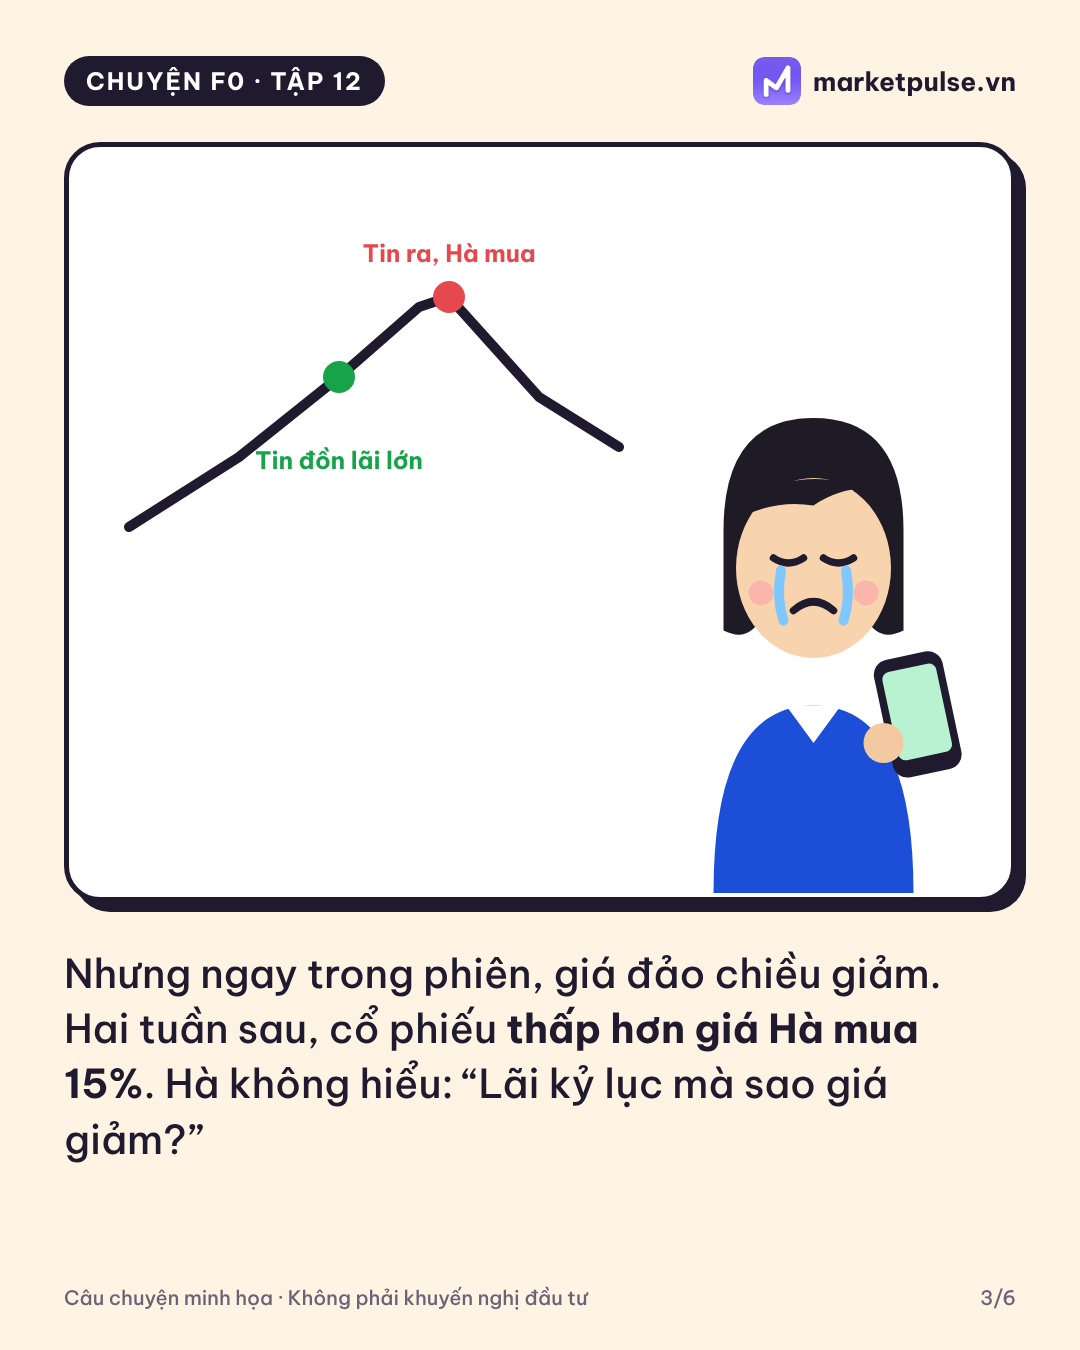 CHUYỆN F0 · TẬP 12
marketpulse.vn
Tin ra, Hà mua
Tin đồn lãi lớn
Nhưng ngay trong phiên, giá đảo chiều giảm.
Hai tuần sau, cổ phiếu thấp hơn giá Hà mua
15%. Hà không hiểu: “Lãi kỷ lục mà sao giá
giảm?”
Câu chuyện minh họa · Không phải khuyến nghị đầu tư
3/6